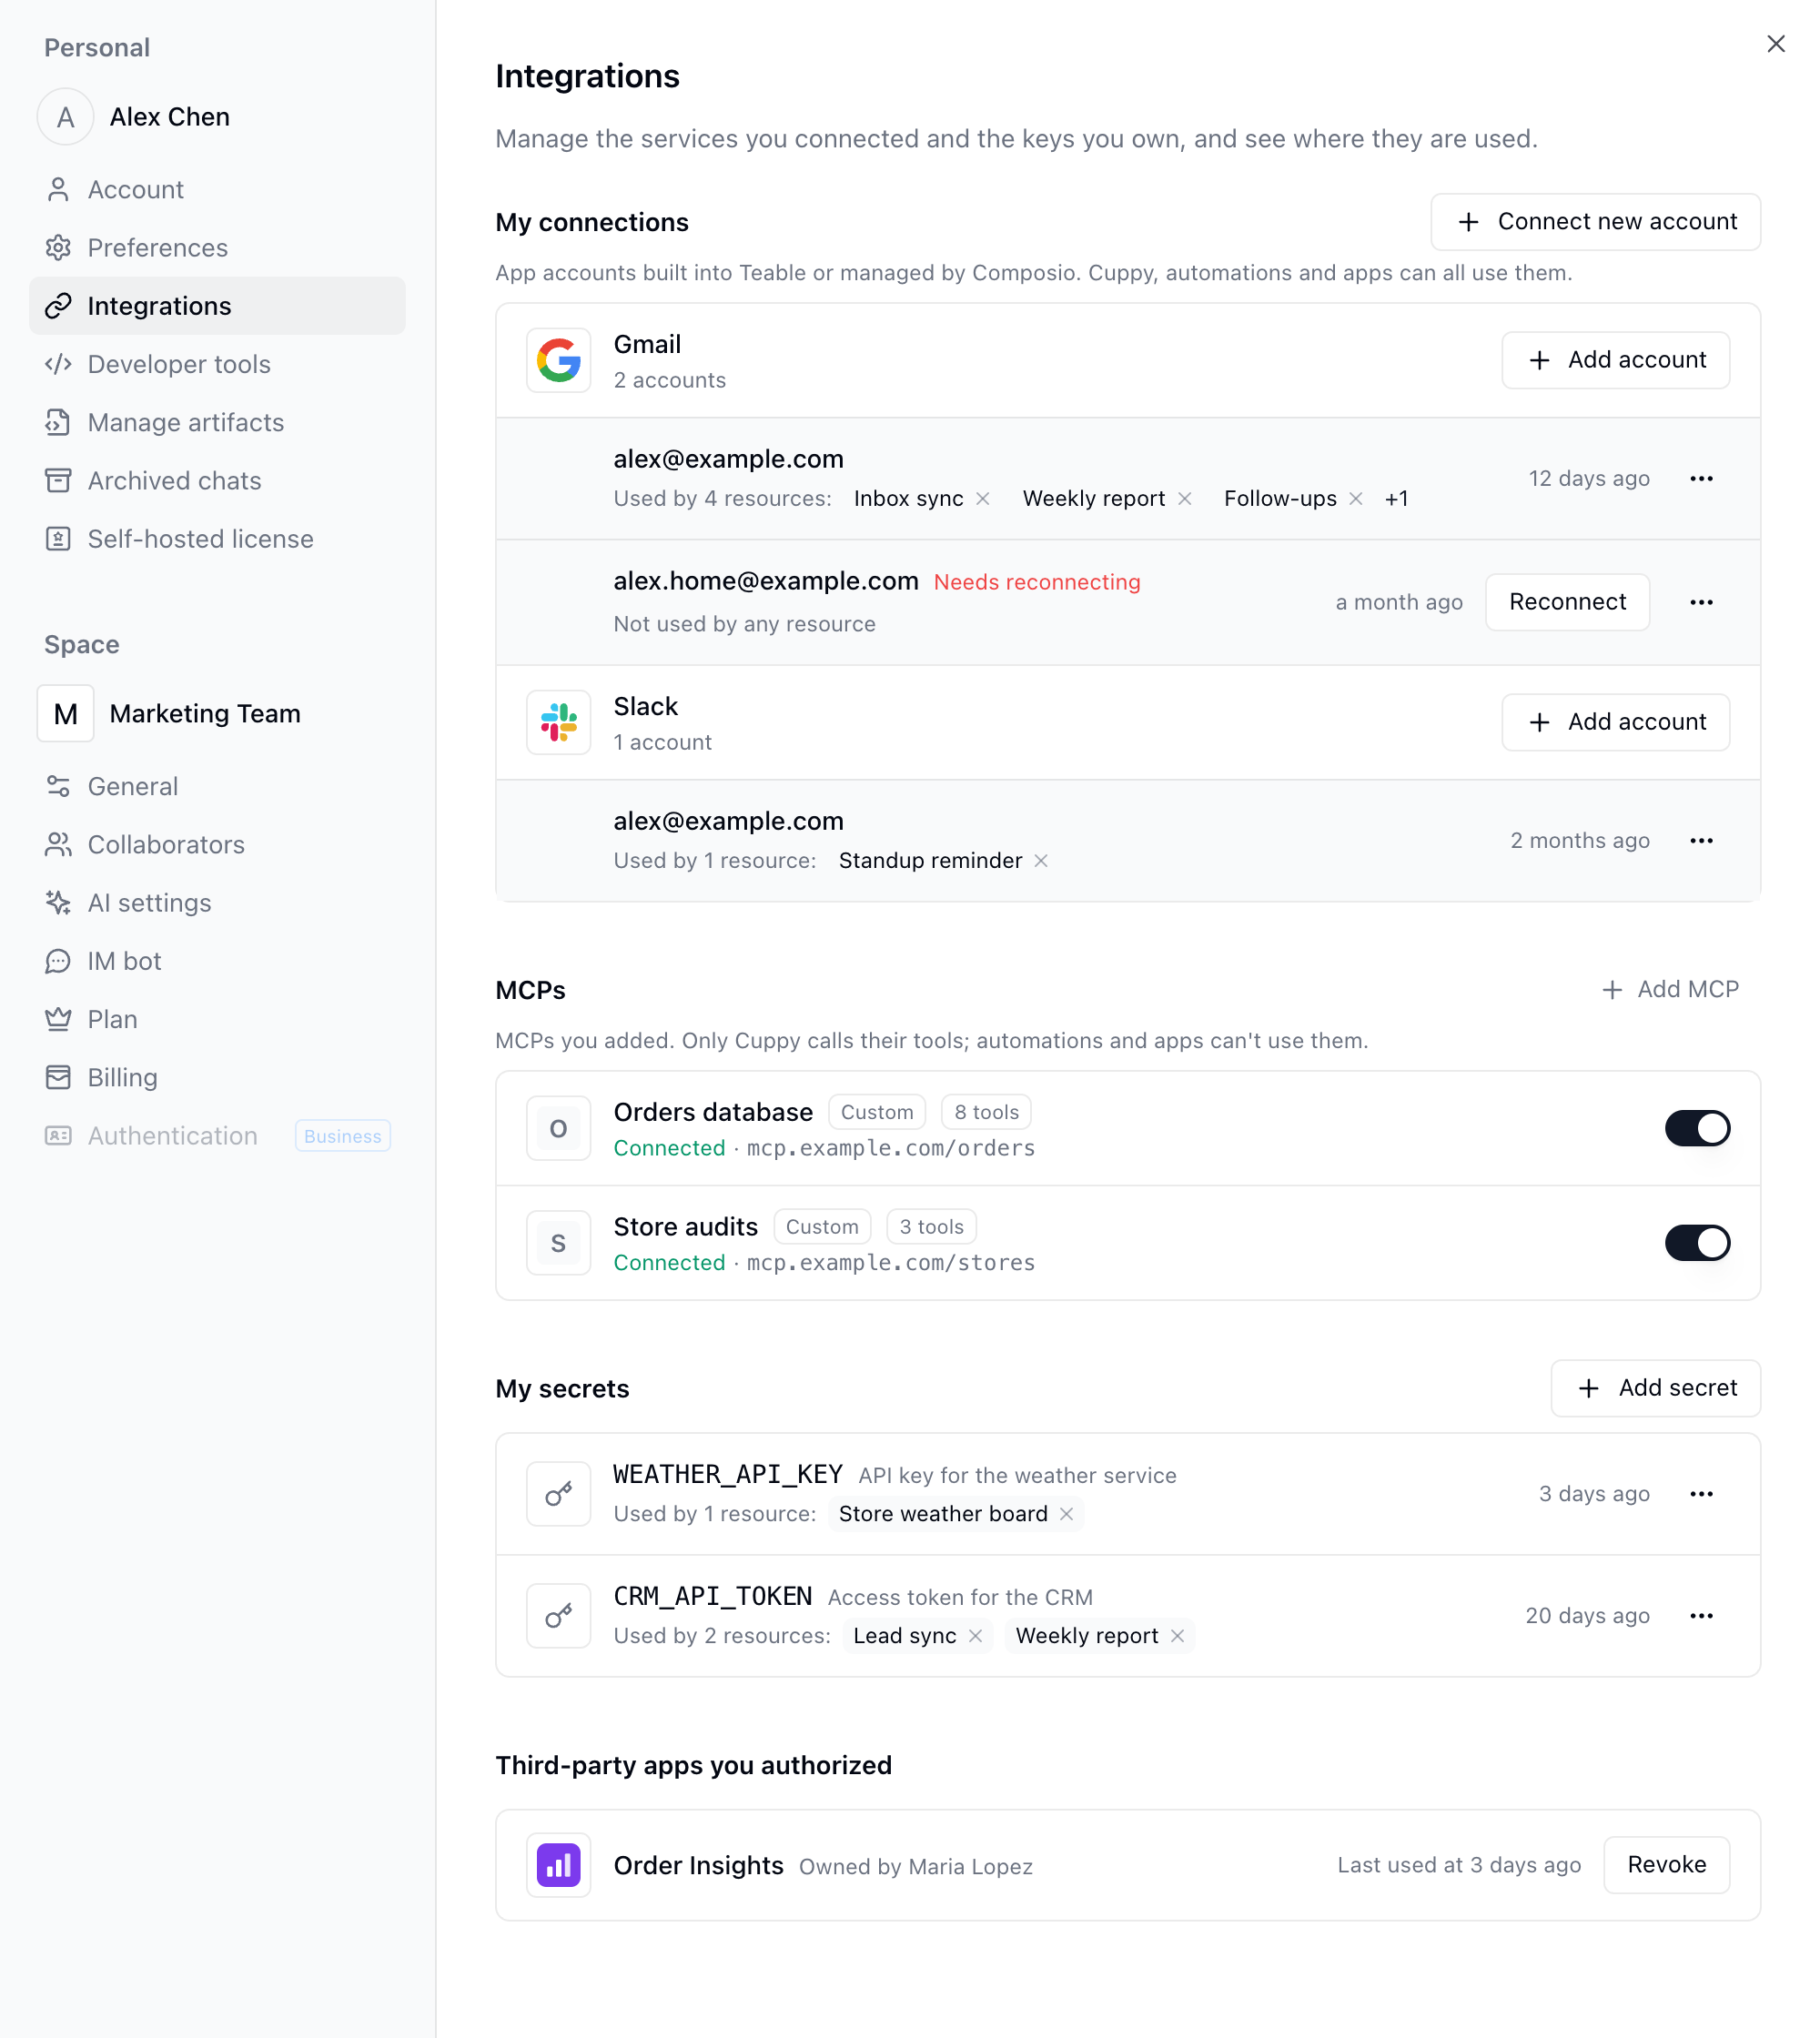 Personal
A
Alex Chen
Account
Preferences
Integrations
Developer tools
Manage artifacts
Archived chats
Self-hosted license
Space
M
Marketing Team
General
Collaborators
AI settings
IM bot
Plan
Billing
Authentication Business
Integrations
Manage the services you connected and the keys you own, and see where they are used.
My connections
Connect new account
App accounts built into Teable or managed by Composio. Cuppy, automations and apps can all use them.
Gmail
2 accounts
Add account
alex@example.com
Used by 4 resources: Inbox sync Weekly report Follow-ups +1
12 days ago
alex.home@example.com Needs reconnecting
Not used by any resource
a month ago
Reconnect
Slack
1 account
Add account
alex@example.com
Used by 1 resource: Standup reminder
2 months ago
MCPs
Add MCP
MCPs you added. Only Cuppy calls their tools; automations and apps can't use them.
O
Orders database Custom 8 tools
Connected · mcp.example.com/orders
S
Store audits Custom 3 tools
Connected · mcp.example.com/stores
My secrets
Add secret
WEATHER_API_KEY API key for the weather service
Used by 1 resource: Store weather board
3 days ago
CRM_API_TOKEN Access token for the CRM
Used by 2 resources: Lead sync Weekly report
20 days ago
Third-party apps you authorized
Order Insights Owned by Maria Lopez
Last used at 3 days ago
Revoke